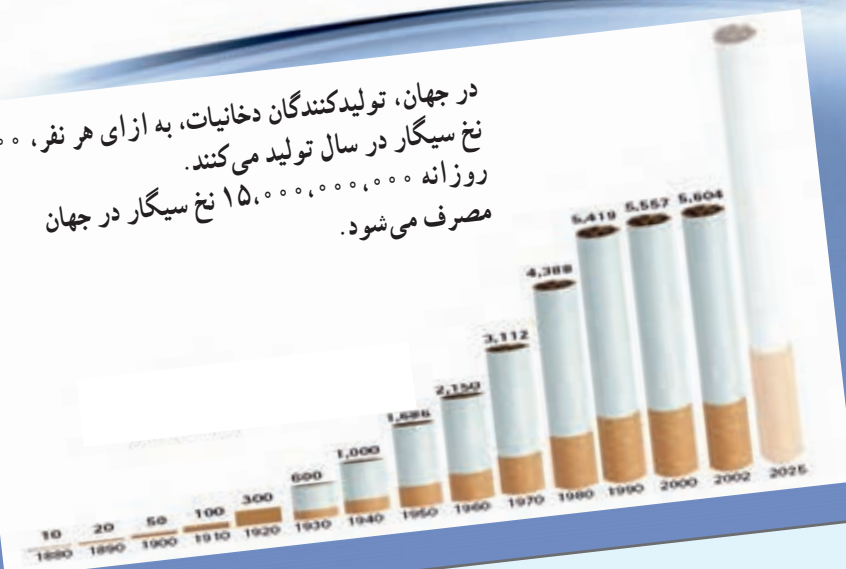 در جهان، تولیدکنندگان دخانیات، به ازای هر نفر،
نخ سیگار در سال تولید می‌کنند.
روزانه ۱۵،۰۰۰،۰۰۰،۰۰۰ نخ سیگار در جهان
مصرف می‌شود.
10 20 50 100 300 600 1,000 1,686 2,150 3,112 4,388 5,419 5,557 5,604
1880 1890 1900 1910 1920 1930 1940 1950 1960 1970 1980 1990 2000 2002 2025